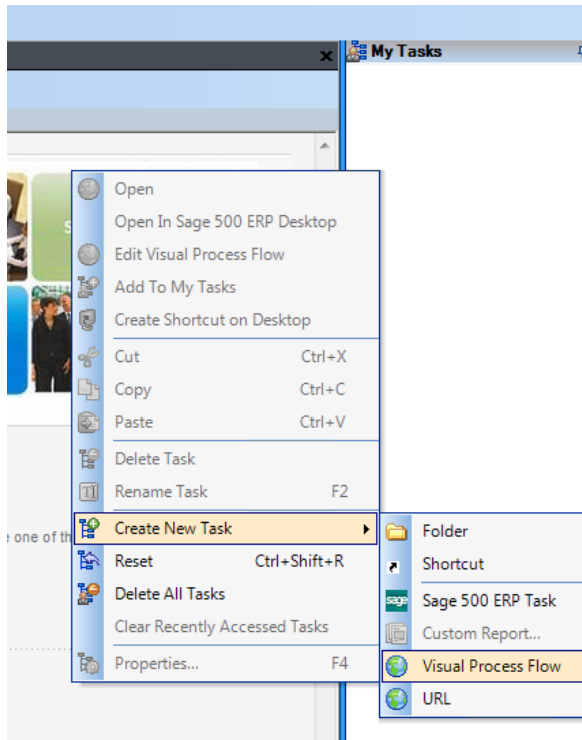 My Tasks
Open
Open In Sage 500 ERP Desktop
Edit Visual Process Flow
Add To My Tasks
Create Shortcut on Desktop
Cut Ctrl+X
Copy Ctrl+C
Paste Ctrl+V
Delete Task
Rename Task F2
e one of th
Create New Task
Reset Ctrl+Shift+R
Delete All Tasks
Clear Recently Accessed Tasks
Properties... F4
Folder
Shortcut
sage Sage 500 ERP Task
Custom Report...
Visual Process Flow
URL